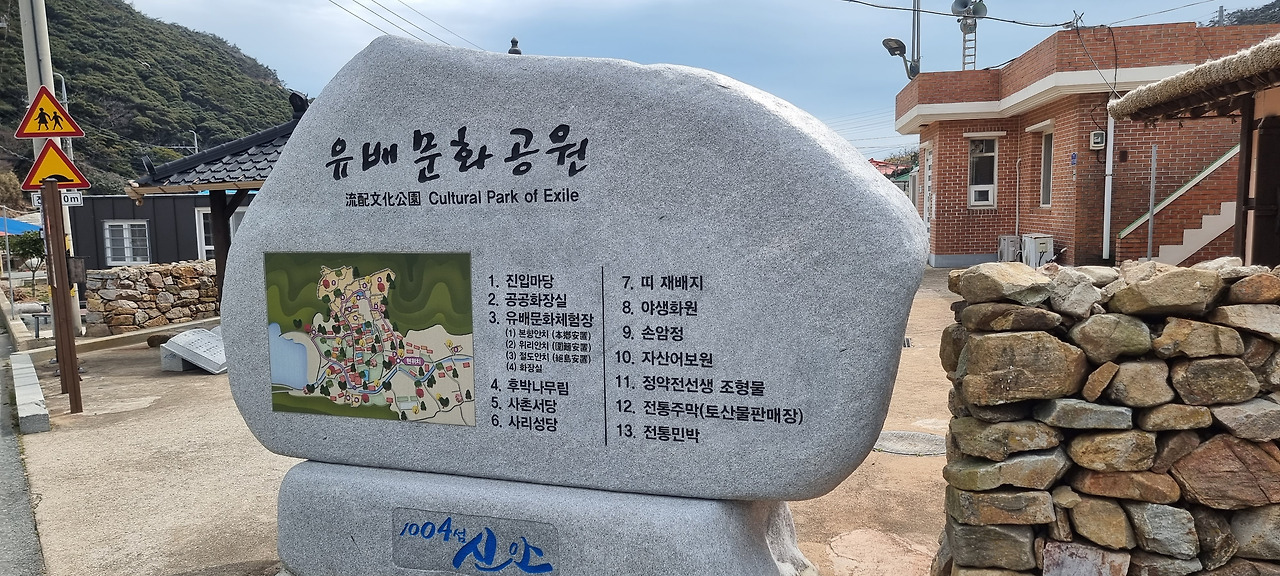 유배문화공원
流配文化公園 Cultural Park of Exile
1. 진입마당
2. 공공화장실
3. 유배문화체험장
(1) 본향안치 (本鄕安置)
(2) 위리안치 (圍籬安置)
(3) 절도안치 (絕島安置)
(4) 화장실
4. 후박나무림
5. 사촌서당
6. 사리성당
7. 띠 재배지
8. 야생화원
9. 손암정
10. 자산어보원
11. 정약전선생 조형물
12. 전통주막(토산물판매장)
13. 전통민박
현위치
1004섬
신안